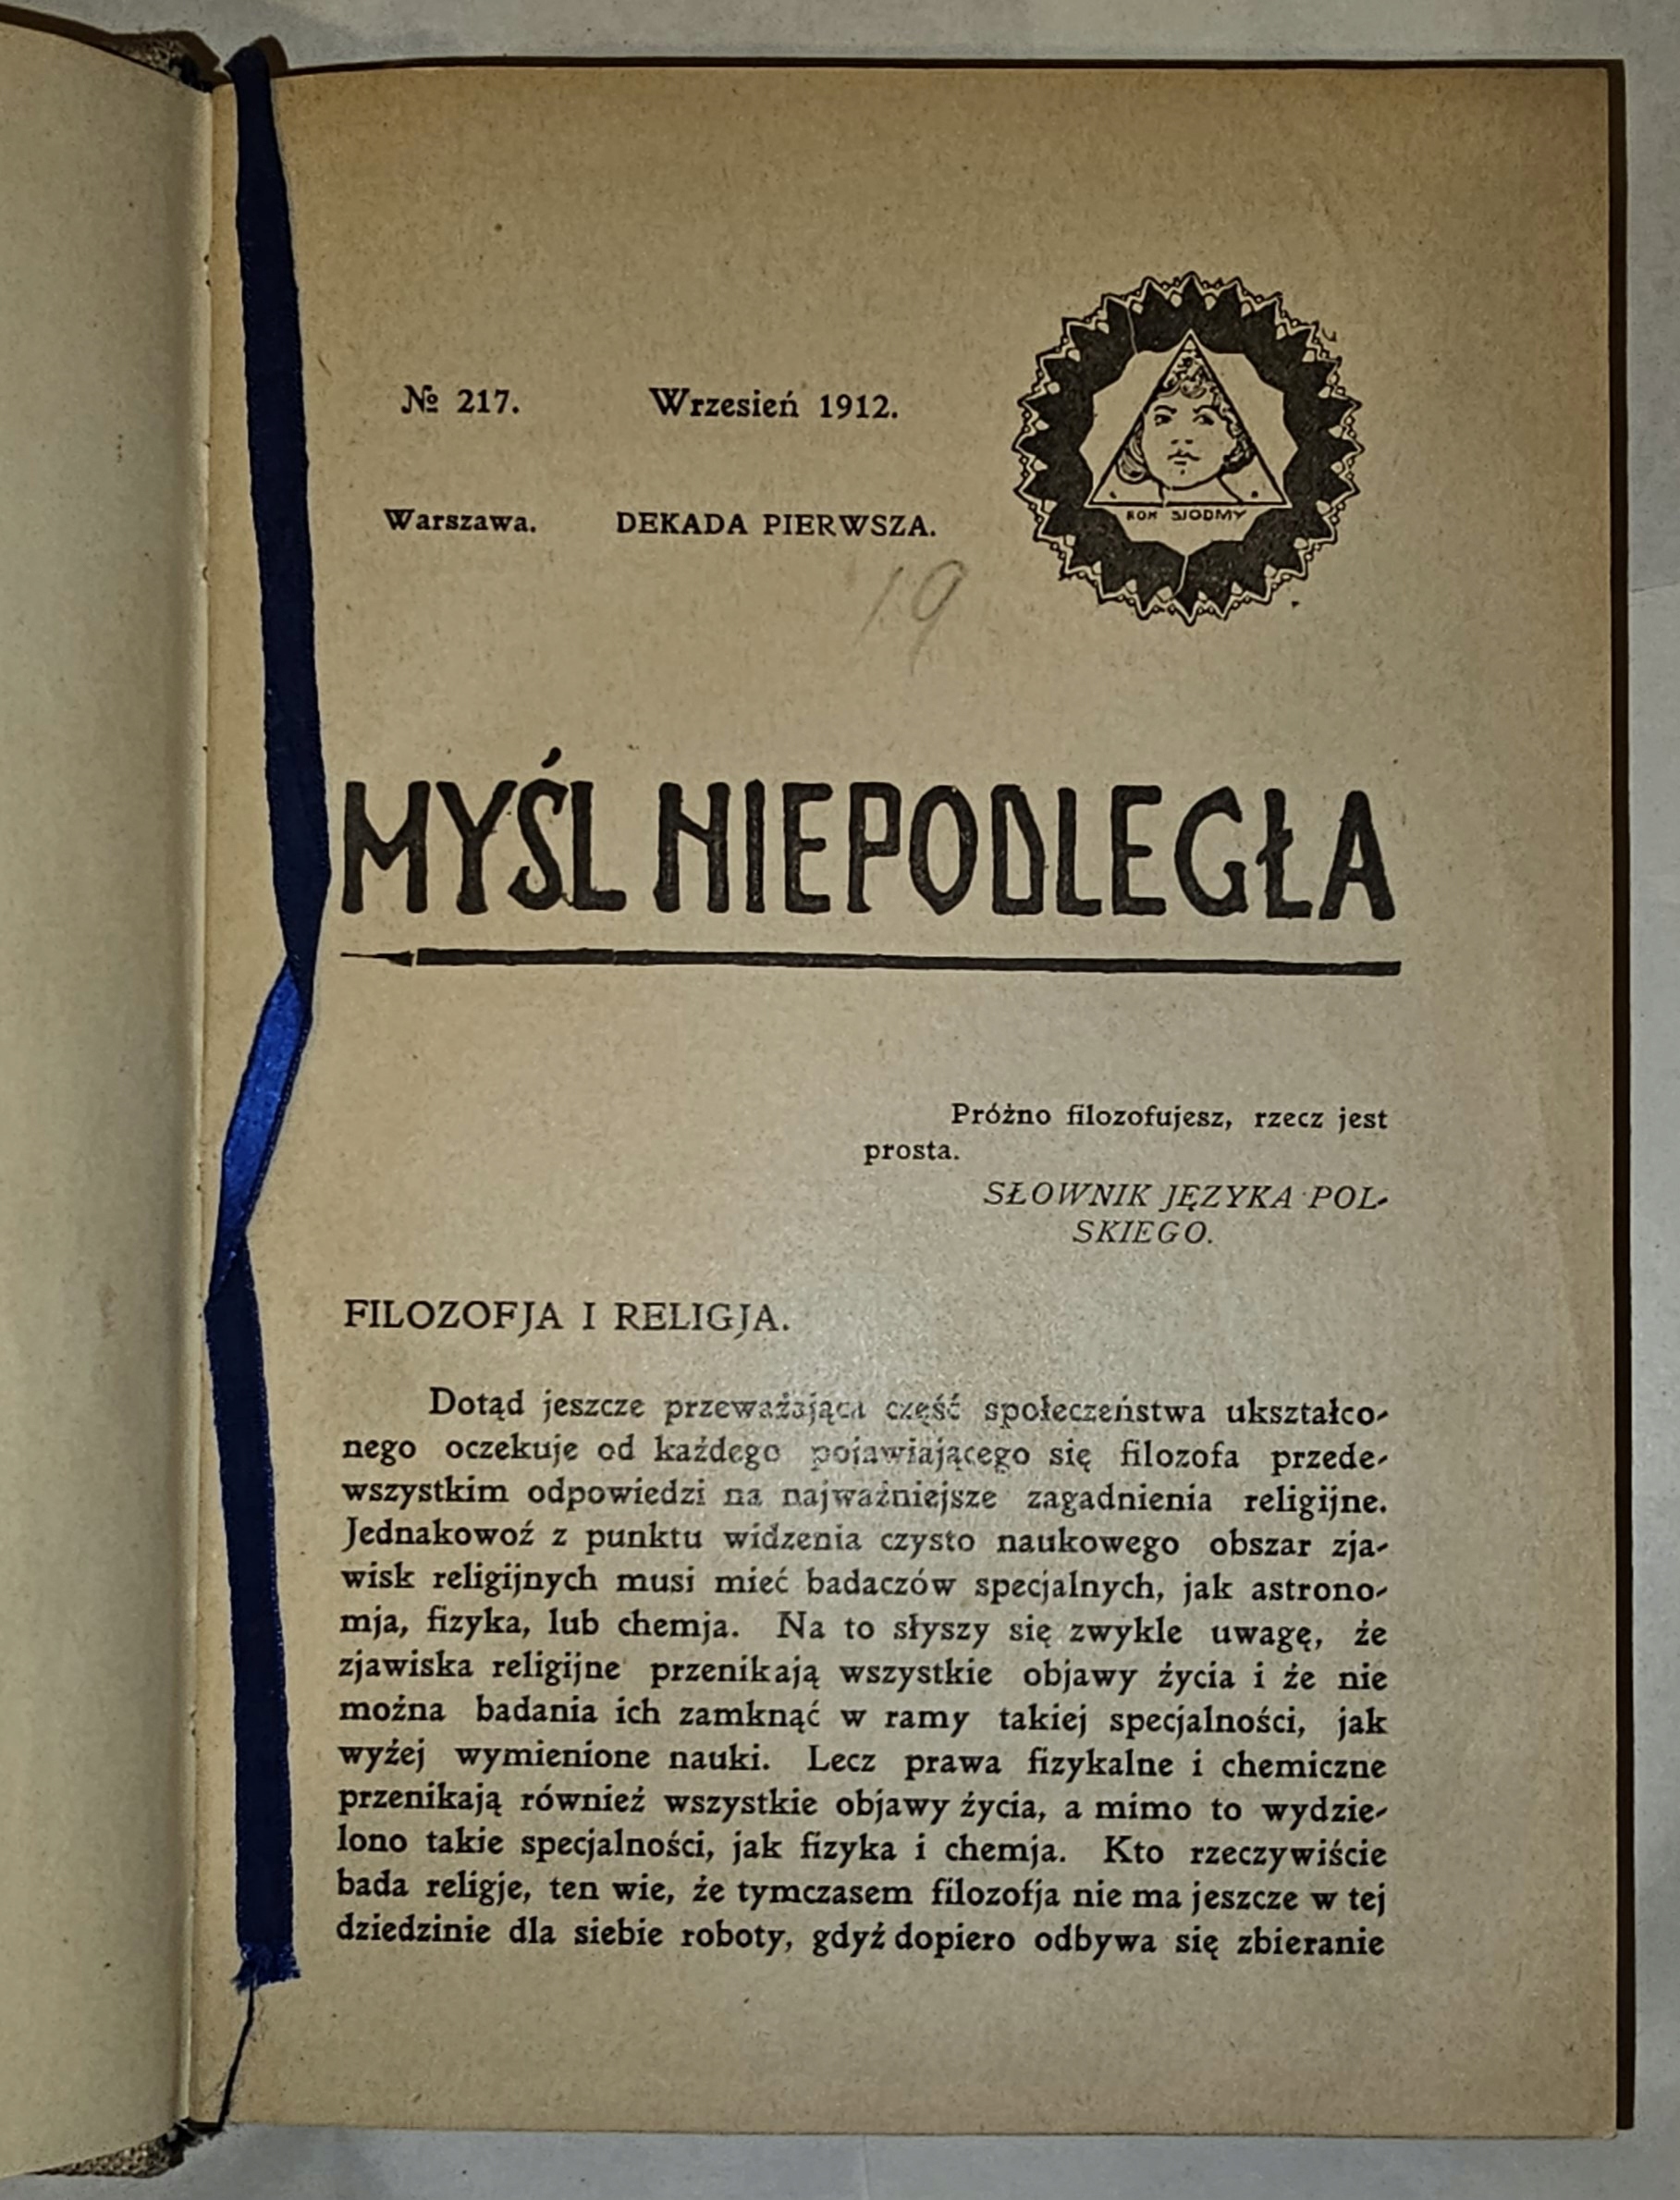 № 217.
Wrzesień 1912.
Warszawa.
DEKADA PIERWSZA.
ROK SIODMY
19
MYŚL NIEPODLEGŁA
Próżno filozofujesz, rzecz jest
prosta.
SŁOWNIK JĘZYKA POL-
SKIEGO.
FILOZOFJA I RELIGJA.
Dotąd jeszcze przeważająca część społeczeństwa ukształco-
nego oczekuje od każdego pojawiającego się filozofa przede-
wszystkim odpowiedzi na najważniejsze zagadnienia religijne.
Jednakowoż z punktu widzenia czysto naukowego obszar zja-
wisk religijnych musi mieć badaczów specjalnych, jak astrono-
mja, fizyka, lub chemja. Na to słyszy się zwykle uwagę, że
zjawiska religijne przenikają wszystkie objawy życia i że nie
można badania ich zamknąć w ramy takiej specjalności, jak
wyżej wymienione nauki. Lecz prawa fizykalne i chemiczne
przenikają również wszystkie objawy życia, a mimo to wydzie-
lono takie specjalności, jak fizyka i chemja. Kto rzeczywiście
bada religje, ten wie, że tymczasem filozofja nie ma jeszcze w tej
dziedzinie dla siebie roboty, gdyż dopiero odbywa się zbieranie